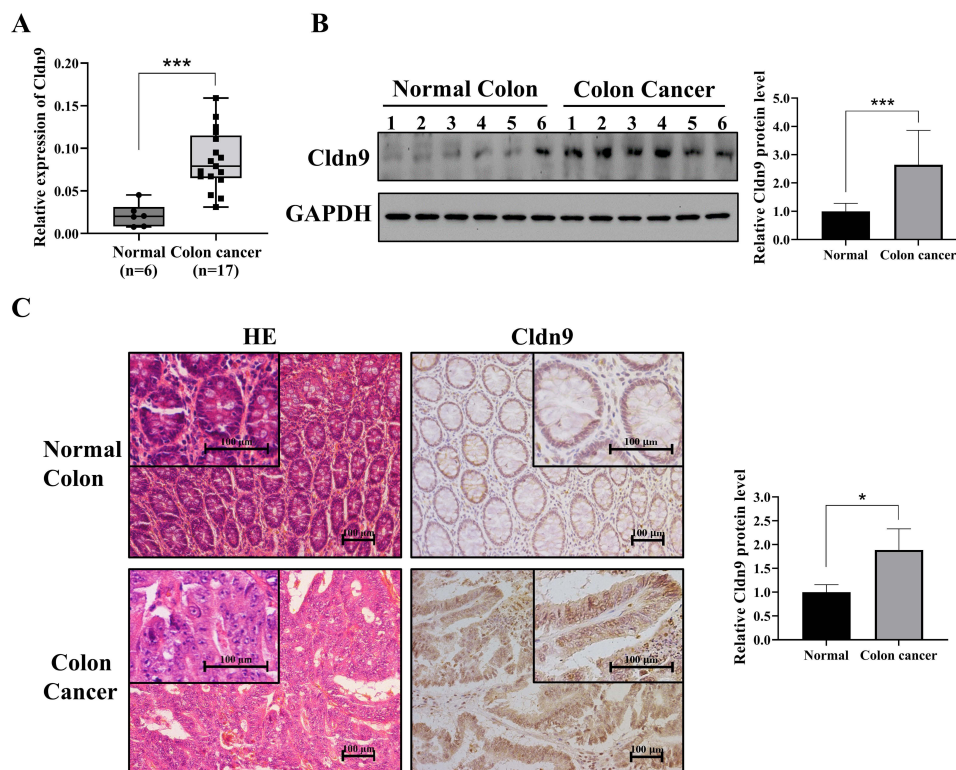 A
Relative expression of Cldn9
0.20
0.15
0.10
0.05
0.00
***
Normal
(n=6)
Colon cancer
(n=17)
B
Normal Colon
Colon Cancer
1 2 3 4 5 6 1 2 3 4 5 6
Cldn9
GAPDH
Relative Cldn9 protein level
5.0
4.0
3.0
2.0
1.0
0.0
***
Normal
Colon cancer
C
HE
Cldn9
Normal
Colon
100 µm
100 µm
100 µm
100 µm
Colon
Cancer
100 µm
100 µm
100 µm
100 µm
Relative Cldn9 protein level
3.0
2.5
2.0
1.5
1.0
0.5
0.0
*
Normal
Colon cancer